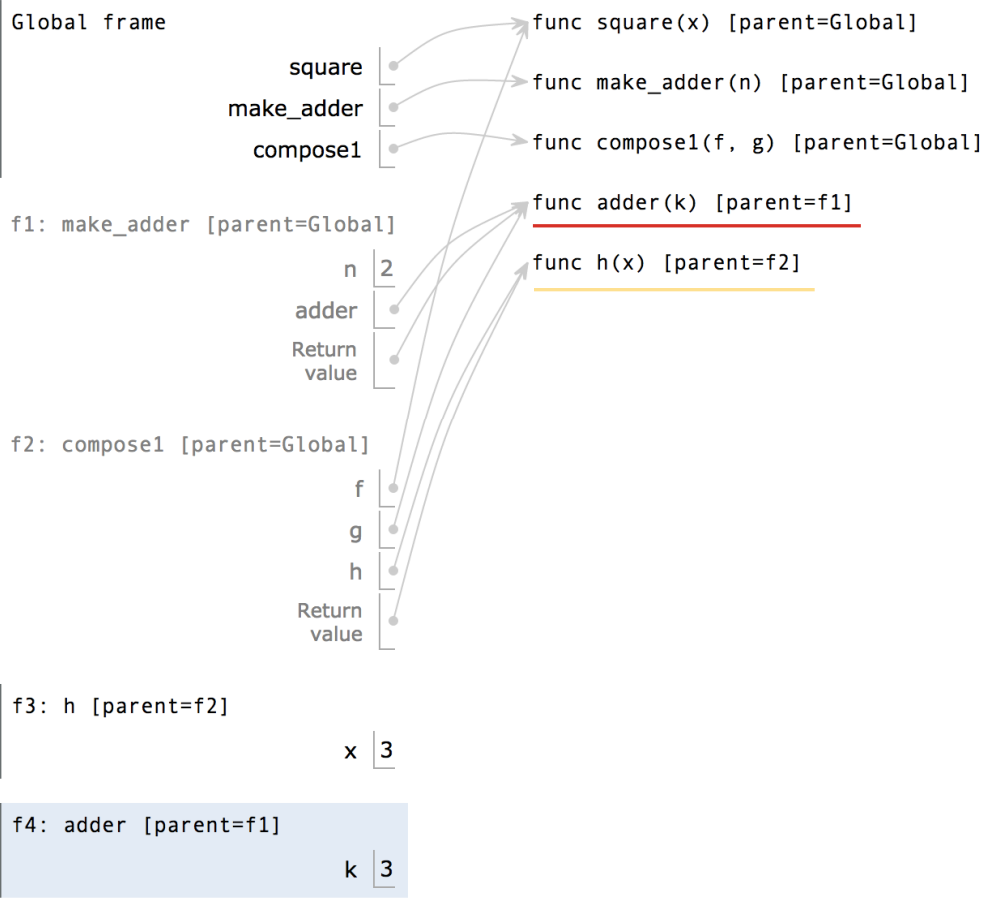 Global frame
square
make_adder
compose1
func square(x) [parent=Global]
func make_adder(n) [parent=Global]
func compose1(f, g) [parent=Global]
func adder(k) [parent=f1]
func h(x) [parent=f2]
f1: make_adder [parent=Global]
n 2
adder
Return
value
f2: compose1 [parent=Global]
f
g
h
Return
value
f3: h [parent=f2]
x 3
f4: adder [parent=f1]
k 3